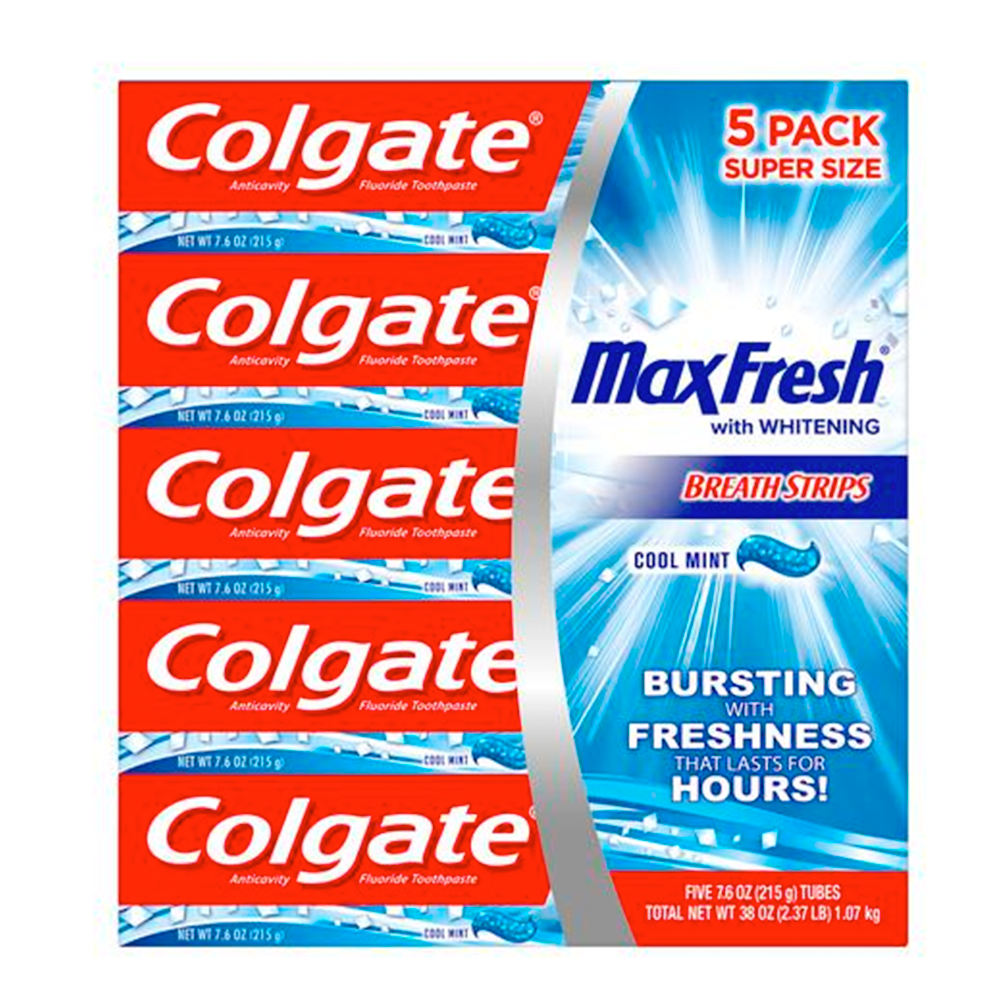 Colgate®
Anticavity Fluoride Toothpaste
NET WT 7.6 OZ (215 g) COOL MINT
Colgate®
Anticavity Fluoride Toothpaste
NET WT 7.6 OZ (215 g) COOL MINT
Colgate
Anticavity Fluoride Toothpaste
NET WT 7.6 OZ (215 g) COOL MINT
Colgate
Anticavity Fluoride Toothpaste
NET WT 7.6 OZ (215 g) COOL MINT
Colgate®
Anticavity Fluoride Toothpaste
NET WT 7.6 OZ (215 g) COOL MINT
5 PACK
SUPER SIZE
MaxFresh®
with WHITENING
BREATH STRIPS
COOL MINT
BURSTING
WITH
FRESHNESS
THAT LASTS FOR
HOURS!
FIVE 7.6 OZ (215 g) TUBES
TOTAL NET WT 38 OZ (2.37 LB) 1.07 kg